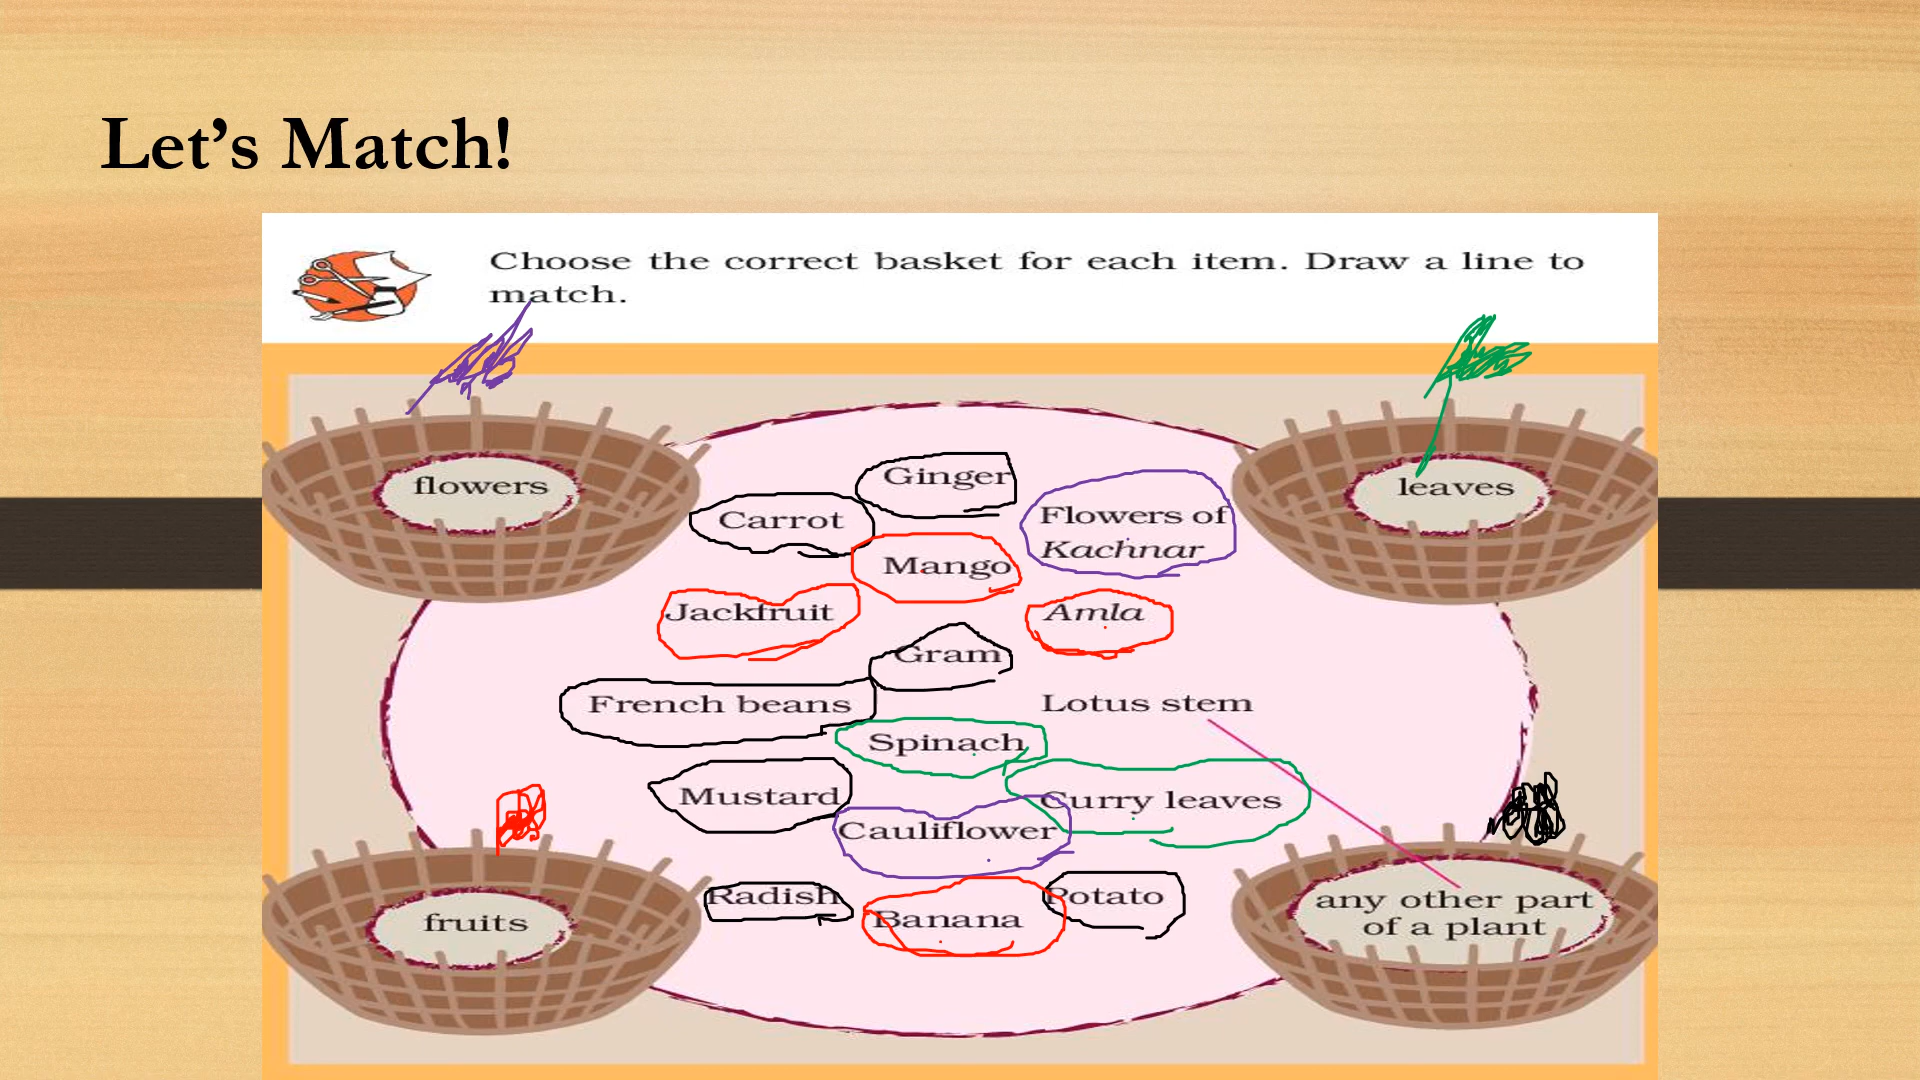 Let's Match!
Choose the correct basket for each item. Draw a line to
match.
flowers
leaves
Ginger
Carrot
Flowers of
Kachnar
Mango
Jackfruit
Amla
Gram
French beans
Lotus stem
Spinach
Mustard
Curry leaves
Cauliflower
Radish
Potato
Banana
fruits
any other part
of a plant